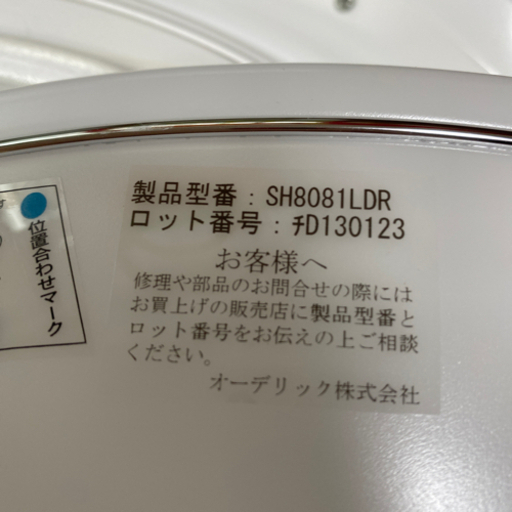 製品型番：SH8081LDR
ロット番号：ﾁD130123
お客様へ
修理や部品のお問合せの際には
お買上げの販売店に製品型番と
ロット番号をお伝えの上ご相談
ください。
オーデリック株式会社
位置合わせマーク